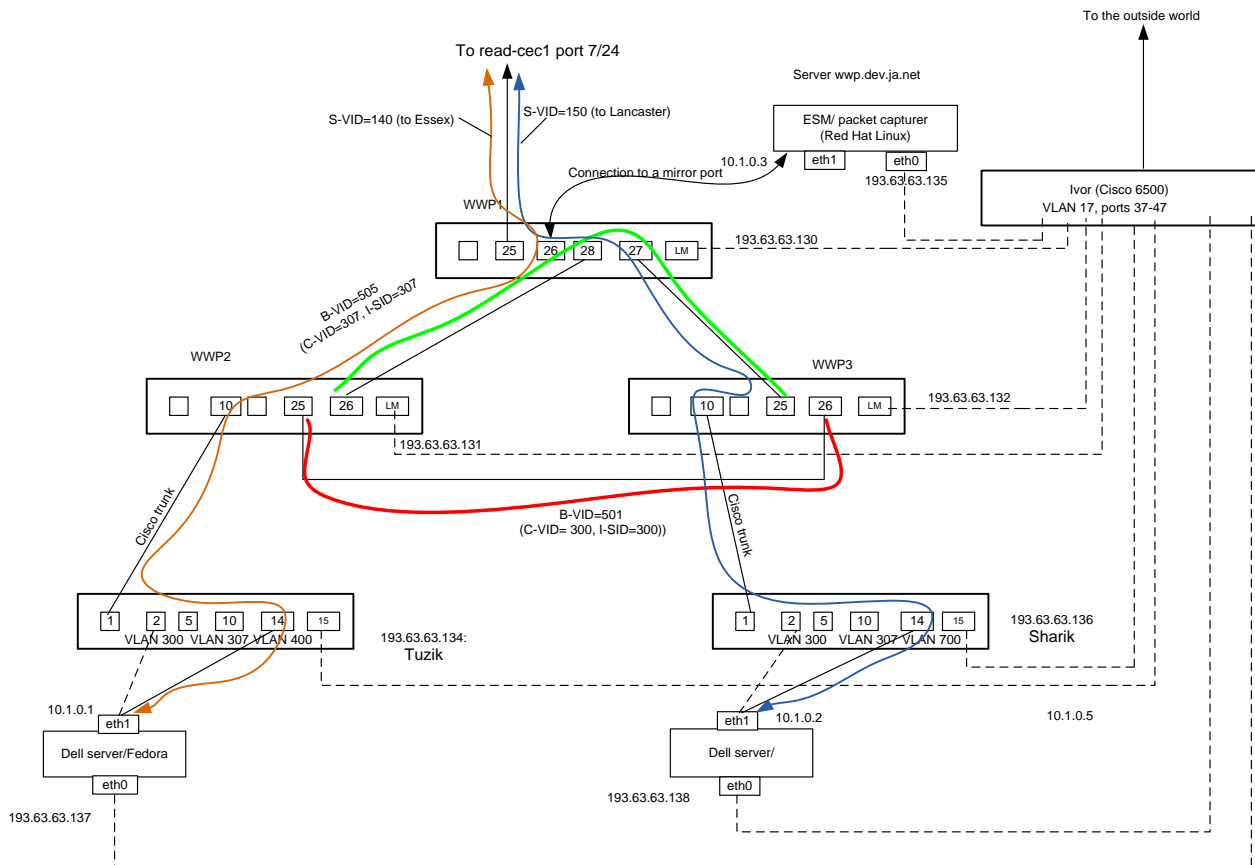 To the outside world
To read-cec1 port 7/24
Server wwp.dev.ja.net
S-VID=140 (to Essex)
S-VID=150 (to Lancaster)
ESM/ packet capturer
(Red Hat Linux)
10.1.0.3
eth1
eth0
Connection to a mirror port
193.63.63.135
Ivor (Cisco 6500)
VLAN 17, ports 37-47
WWP1
25
26
28
27
LM
193.63.63.130
B-VID=505
(C-VID=307, I-SID=307
WWP2
10
25
26
LM
193.63.63.131
WWP3
10
25
26
LM
193.63.63.132
Cisco trunk
B-VID=501
(C-VID= 300, I-SID=300))
Cisco trunk
1
2
5
10
14
15
VLAN 300
VLAN 307
VLAN 400
193.63.63.134:
Tuzik
1
2
5
10
14
15
VLAN 300
VLAN 307
VLAN 700
193.63.63.136
Sharik
10.1.0.1
eth1
Dell server/Fedora
eth0
193.63.63.137
eth1
10.1.0.2
10.1.0.5
Dell server/
eth0
193.63.63.138